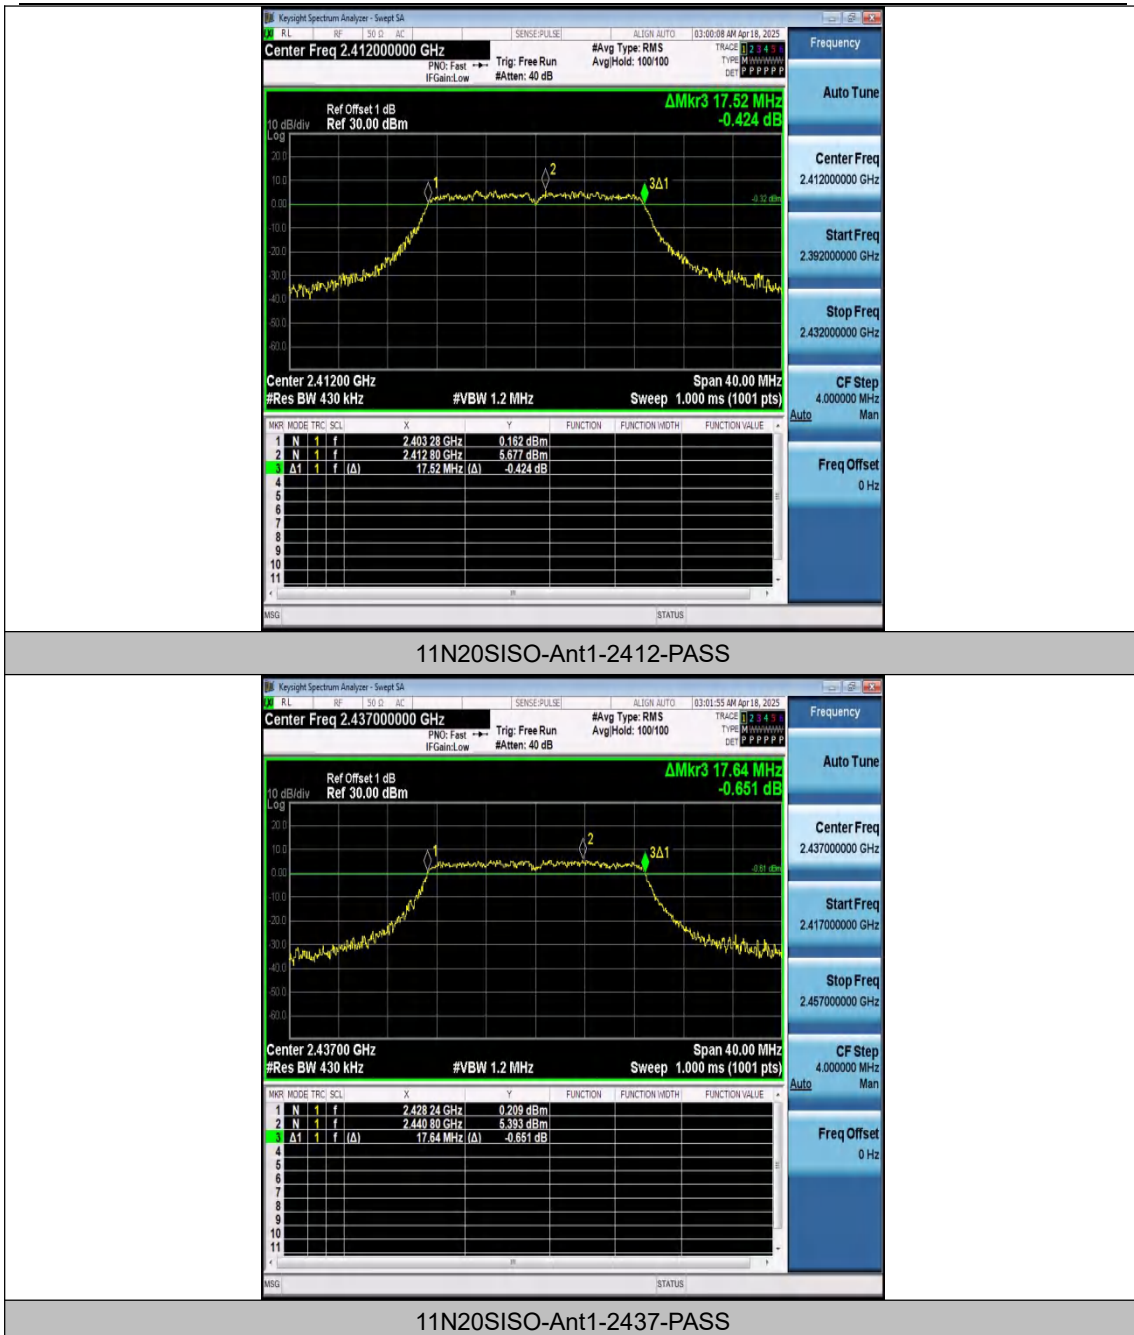 Keysight Spectrum Analyzer - Swept SA
RL RF 50 Ω AC SENSE:PULSE ALIGN AUTO 03:00:08 AM Apr 18, 2025
Center Freq 2.412000000 GHz #Avg Type: RMS TRACE 1 2 3 4 5 6
PNO: Fast Trig: Free Run Avg|Hold: 100/100 TYPE M WWWWW
IFGain:Low #Atten: 40 dB DET P P P P P P
Frequency
Auto Tune
ΔMkr3 17.52 MHz
-0.424 dB
Ref Offset 1 dB
10 dB/div Ref 30.00 dBm
Log
20.0
10.0
0.00
-10.0
-20.0
-30.0
-40.0
-50.0
-60.0
1
2
3Δ1
-0.32 dBm
Center 2.41200 GHz Span 40.00 MHz
#Res BW 430 kHz #VBW 1.2 MHz Sweep 1.000 ms (1001 pts)
Center Freq
2.412000000 GHz
Start Freq
2.392000000 GHz
Stop Freq
2.432000000 GHz
CF Step
4.000000 MHz
Auto Man
Freq Offset
0 Hz
MKR MODE TRC SCL X Y FUNCTION FUNCTION WIDTH FUNCTION VALUE
1 N 1 f 2.403 28 GHz 0.162 dBm
2 N 1 f 2.412 80 GHz 5.677 dBm
3 Δ1 1 f (Δ) 17.52 MHz (Δ) -0.424 dB
4
5
6
7
8
9
10
11
MSG STATUS
11N20SISO-Ant1-2412-PASS
Keysight Spectrum Analyzer - Swept SA
RL RF 50 Ω AC SENSE:PULSE ALIGN AUTO 03:01:55 AM Apr 18, 2025
Center Freq 2.437000000 GHz #Avg Type: RMS TRACE 1 2 3 4 5 6
PNO: Fast Trig: Free Run Avg|Hold: 100/100 TYPE M WWWWW
IFGain:Low #Atten: 40 dB DET P P P P P P
Frequency
Auto Tune
ΔMkr3 17.64 MHz
-0.651 dB
Ref Offset 1 dB
10 dB/div Ref 30.00 dBm
Log
20.0
10.0
0.00
-10.0
-20.0
-30.0
-40.0
-50.0
-60.0
1
2
3Δ1
-0.61 dBm
Center 2.43700 GHz Span 40.00 MHz
#Res BW 430 kHz #VBW 1.2 MHz Sweep 1.000 ms (1001 pts)
Center Freq
2.437000000 GHz
Start Freq
2.417000000 GHz
Stop Freq
2.457000000 GHz
CF Step
4.000000 MHz
Auto Man
Freq Offset
0 Hz
MKR MODE TRC SCL X Y FUNCTION FUNCTION WIDTH FUNCTION VALUE
1 N 1 f 2.428 24 GHz 0.209 dBm
2 N 1 f 2.440 80 GHz 5.393 dBm
3 Δ1 1 f (Δ) 17.64 MHz (Δ) -0.651 dB
4
5
6
7
8
9
10
11
MSG STATUS
11N20SISO-Ant1-2437-PASS